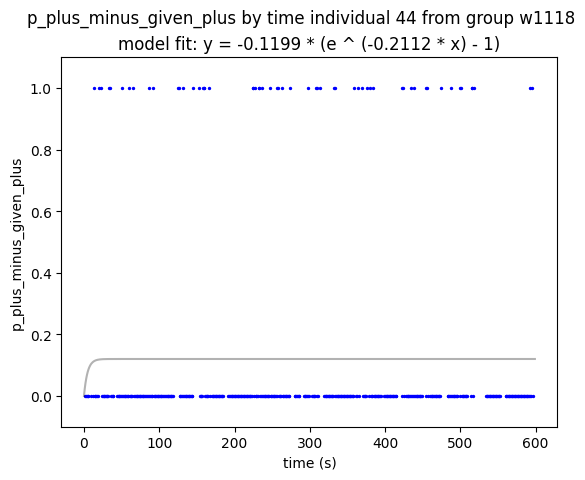 p_plus_minus_given_plus by time individual 44 from group w1118
model fit: y = -0.1199 * (e ^ (-0.2112 * x) - 1)
p_plus_minus_given_plus
1.0
0.8
0.6
0.4
0.2
0.0
0 100 200 300 400 500 600
time (s)